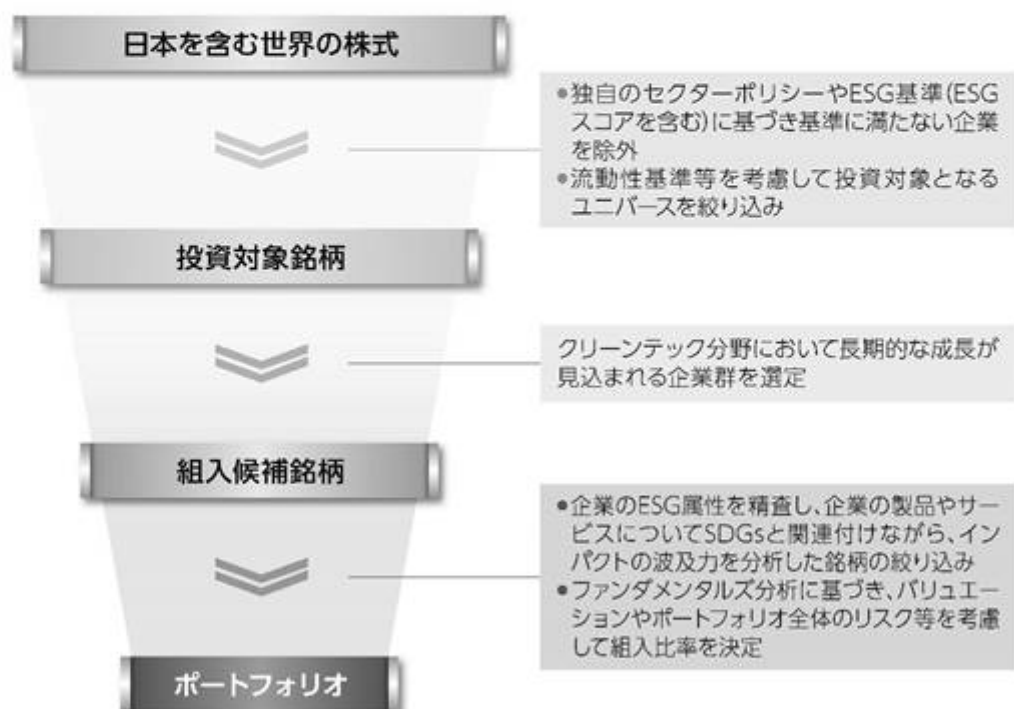 日本を含む世界の株式
●独自のセクターポリシーやESG基準(ESG
スコアを含む)に基づき基準に満たない企業
を除外
●流動性基準等を考慮して投資対象となる
ユニバースを絞り込み
投資対象銘柄
クリーンテック分野において長期的な成長が
見込まれる企業群を選定
組入候補銘柄
●企業のESG属性を精査し、企業の製品やサー
ビスについてSDGsと関連付けながら、イン
パクトの波及力を分析した銘柄の絞り込み
●ファンダメンタルズ分析に基づき、バリュエー
ションやポートフォリオ全体のリスク等を考慮
して組入比率を決定
ポートフォリオ